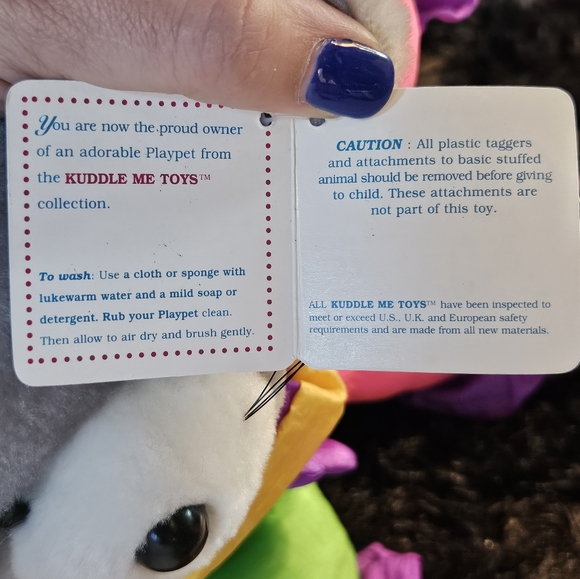 You are now the proud owner
of an adorable Playpet from
the KUDDLE ME TOYS™
collection.
To wash: Use a cloth or sponge with
lukewarm water and a mild soap or
detergent. Rub your Playpet clean.
Then allow to air dry and brush gently.
CAUTION : All plastic taggers
and attachments to basic stuffed
animal should be removed before giving
to child. These attachments are
not part of this toy.
ALL KUDDLE ME TOYS™ have been inspected to
meet or exceed U.S., U.K. and European safety
requirements and are made from all new materials.